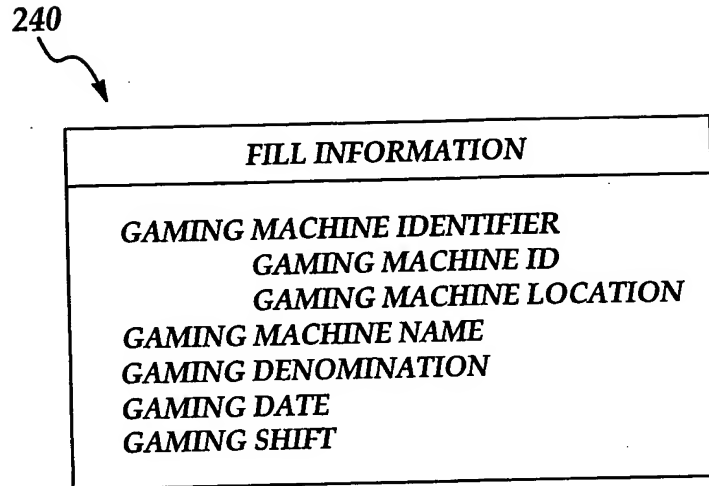 240
FILL INFORMATION
GAMING MACHINE IDENTIFIER
GAMING MACHINE ID
GAMING MACHINE LOCATION
GAMING MACHINE NAME
GAMING DENOMINATION
GAMING DATE
GAMING SHIFT